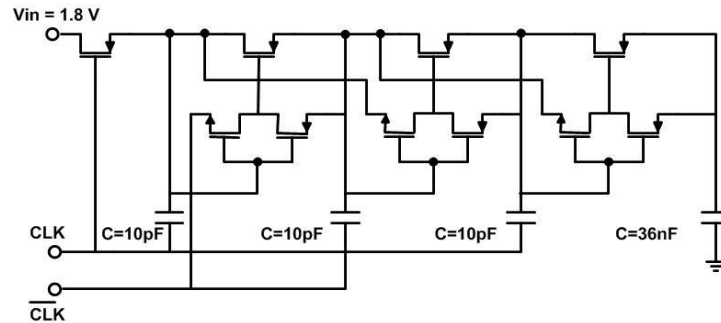 Vin = 1.8 V
CLK
C=10pF
C=10pF
C=10pF
C=36nF
CLK